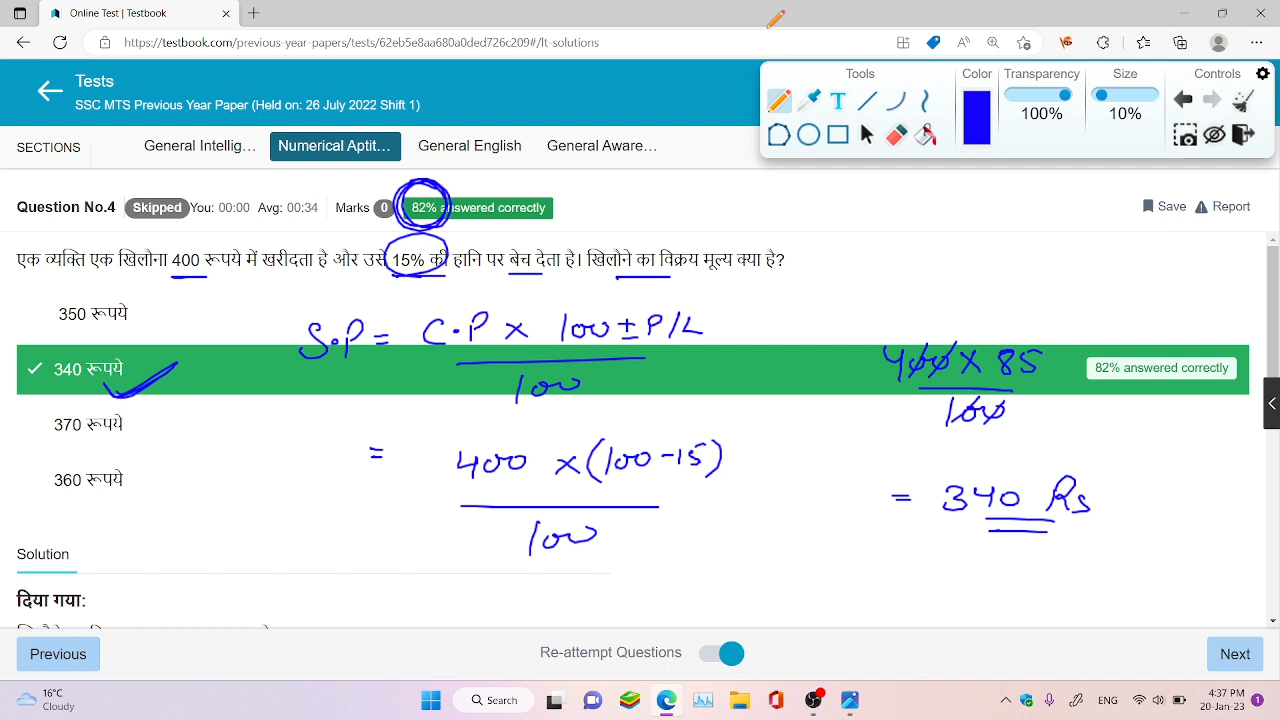 Online Test | Testbook
https://testbook.com/previous-year-papers/tests/62eb5e8aa680a0ded726c209#/lt-solutions
Tests
SSC MTS Previous Year Paper (Held on: 26 July 2022 Shift 1)
Tools Color Transparency Size Controls
100% 10%
SECTIONS General Intellig... Numerical Aptit... General English General Aware...
Question No.4 Skipped You: 00:00 Avg: 00:34 Marks 0 82% answered correctly Save Report
एक व्यक्ति एक खिलौना 400 रूपये में खरीदता है और उसे 15% की हानि पर बेच देता है। खिलौने का विक्रय मूल्य क्या है?
350 रूपये
S.P = C.P × 100 ± P/L
100
340 रूपये
400 × 85
100
82% answered correctly
370 रूपये
= 400 × (100-15)
100
= 340 Rs
360 रूपये
Solution
दिया गया:
Previous Re-attempt Questions Next
16°C
Cloudy
Search
ENG
4:37 PM
20-Jan-23
1